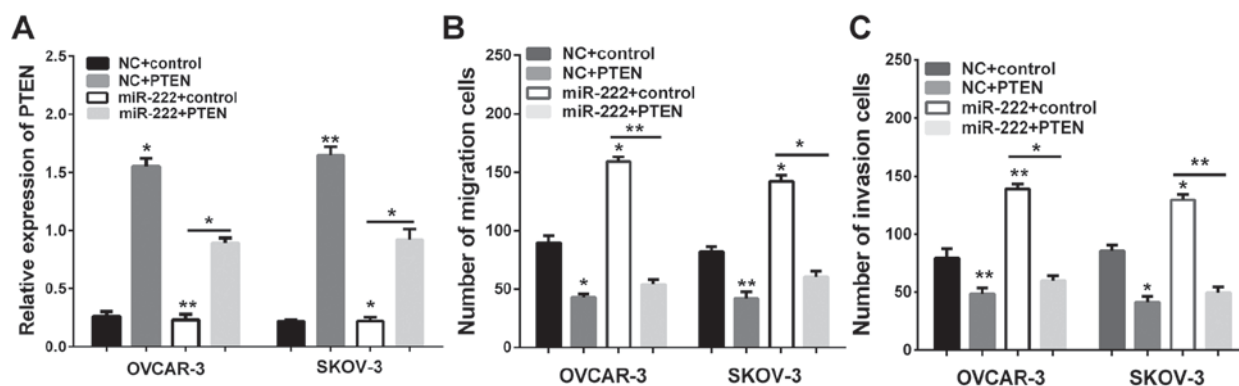 A
Relative expression of PTEN
2.5
2.0
1.5
1.0
0.5
0.0
NC+control
NC+PTEN
miR-222+control
miR-222+PTEN
*
**
*
**
*
*
OVCAR-3
SKOV-3
B
Number of migration cells
250
200
150
100
50
0
NC+control
NC+PTEN
miR-222+control
miR-222+PTEN
**
*
*
*
*
**
OVCAR-3
SKOV-3
C
Number of invasion cells
250
200
150
100
50
0
NC+control
NC+PTEN
miR-222+control
miR-222+PTEN
*
**
**
*
**
*
OVCAR-3
SKOV-3